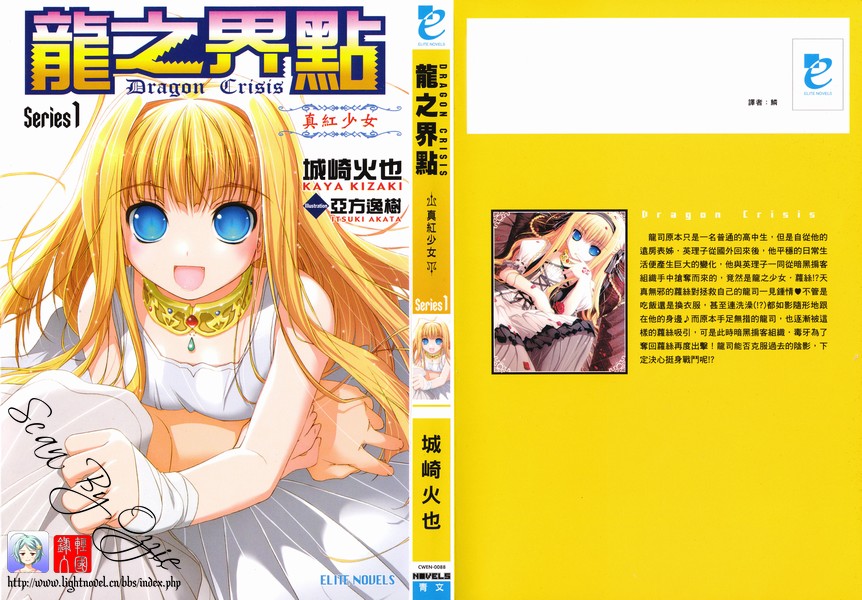 龍之界點
Dragon Crisis
Series1
真紅少女
城崎火也
KAYA KIZAKI
Illustration
亞方逸樹
ITSUKI AKATA
Scan By Ozzie
輕國
http://www.lightnovel.cn/bbs/index.php
ELITE NOVELS
e
ELITE NOVELS
龍之界點
DRAGON CRISIS
真紅少女
Series1
城崎火也
CWEN-0088
NOVELS
青文
e
ELITE NOVELS
譯者：鱗
Dragon Crisis
龍司原本只是一名普通的高中生，但是自從他的
遠房表姊．英理子從國外回來後，他平穩的日常生
活便產生巨大的變化，他與英理子一同從暗黑掮客
組織手中搶奪而來的，竟然是龍之少女．蘿絲!?天
真無邪的蘿絲對拯救自己的龍司一見鍾情♥不管是
吃飯還是換衣服，甚至連洗澡(!?)都如影隨形地跟
在他的身邊♪而原本手足無措的龍司，也逐漸被這
樣的蘿絲吸引，可是此時暗黑掮客組織．毒牙為了
奪回蘿絲再度出擊！龍司能否克服過去的陰影，下
定決心挺身戰鬥呢!?